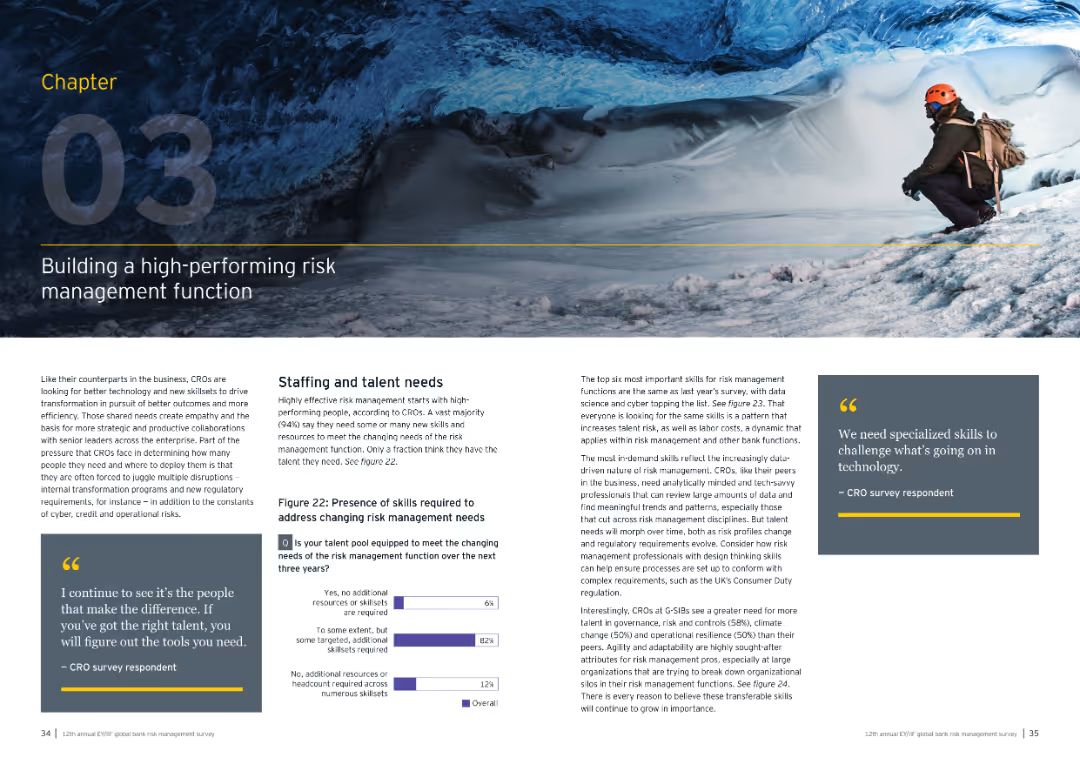 Chapter
03
Building a high-performing risk
management function
Like their counterparts in the business, CROs are
looking for better technology and new skillsets to drive
transformation in pursuit of better outcomes and more
efficiency. Those shared needs create empathy and the
basis for more strategic and productive collaborations
with senior leaders across the enterprise. Part of the
pressure that CROs face in determining how many
people they need and where to deploy them is that
they are often forced to juggle multiple disruptions —
internal transformation programs and new regulatory
requirements, for instance — in addition to the constants
of cyber, credit and operational risks.
“
I continue to see it’s the people
that make the difference. If
you’ve got the right talent, you
will figure out the tools you need.
— CRO survey respondent
Staffing and talent needs
Highly effective risk management starts with high-
performing people, according to CROs. A vast majority
(94%) say they need some or many new skills and
resources to meet the changing needs of the risk
management function. Only a fraction think they have the
talent they need. See figure 22.
Figure 22: Presence of skills required to
address changing risk management needs
Q Is your talent pool equipped to meet the changing
needs of the risk management function over the next
three years?
Yes, no additional
resources or skillsets
are required
6%
To some extent, but
some targeted, additional
skillsets required
82%
No, additional resources or
headcount required across
numerous skillsets
12%
Overall
The top six most important skills for risk management
functions are the same as last year’s survey, with data
science and cyber topping the list. See figure 23. That
everyone is looking for the same skills is a pattern that
increases talent risk, as well as labor costs, a dynamic that
applies within risk management and other bank functions.
The most in-demand skills reflect the increasingly data-
driven nature of risk management. CROs, like their peers
in the business, need analytically minded and tech-savvy
professionals that can review large amounts of data and
find meaningful trends and patterns, especially those
that cut across risk management disciplines. But talent
needs will morph over time, both as risk profiles change
and regulatory requirements evolve. Consider how risk
management professionals with design thinking skills
can help ensure processes are set up to conform with
complex requirements, such as the UK’s Consumer Duty
regulation.
Interestingly, CROs at G-SIBs see a greater need for more
talent in governance, risk and controls (58%), climate
change (50%) and operational resilience (50%) than their
peers. Agility and adaptability are highly sought-after
attributes for risk management pros, especially at large
organizations that are trying to break down organizational
silos in their risk management functions. See figure 24.
There is every reason to believe these transferable skills
will continue to grow in importance.
“
We need specialized skills to
challenge what’s going on in
technology.
— CRO survey respondent
34 | 12th annual EY/IIF global bank risk management survey
12th annual EY/IIF global bank risk management survey | 35